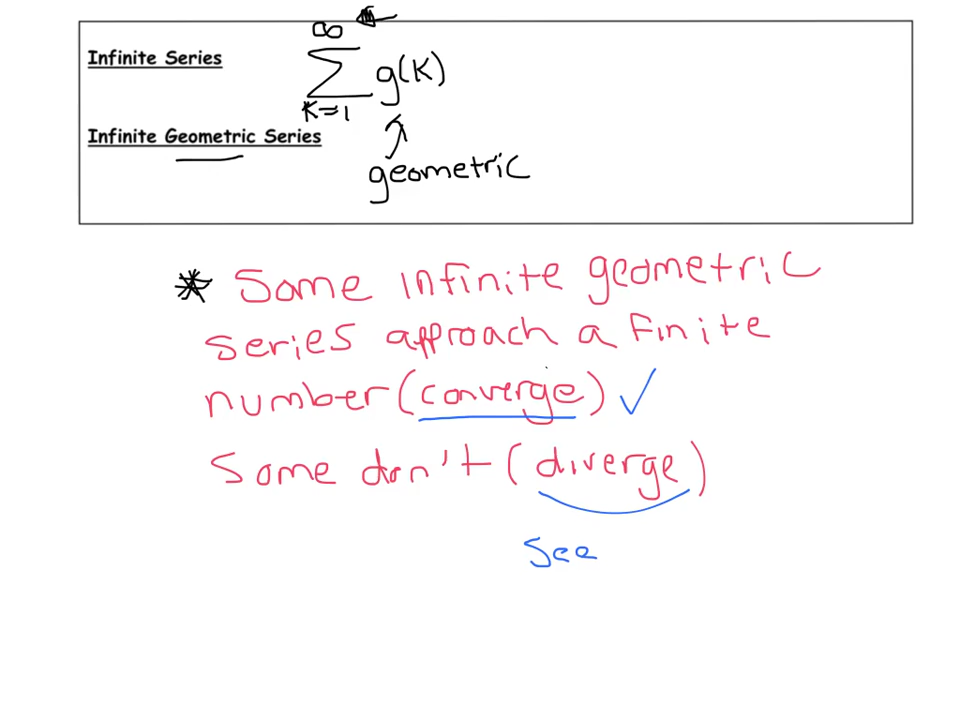 Infinite Series
∞
∑ g(K)
K=1
Infinite Geometric Series
geometric
* Some infinite geometric
series approach a finite
number (converge) ✓
Some don't (diverge)
See